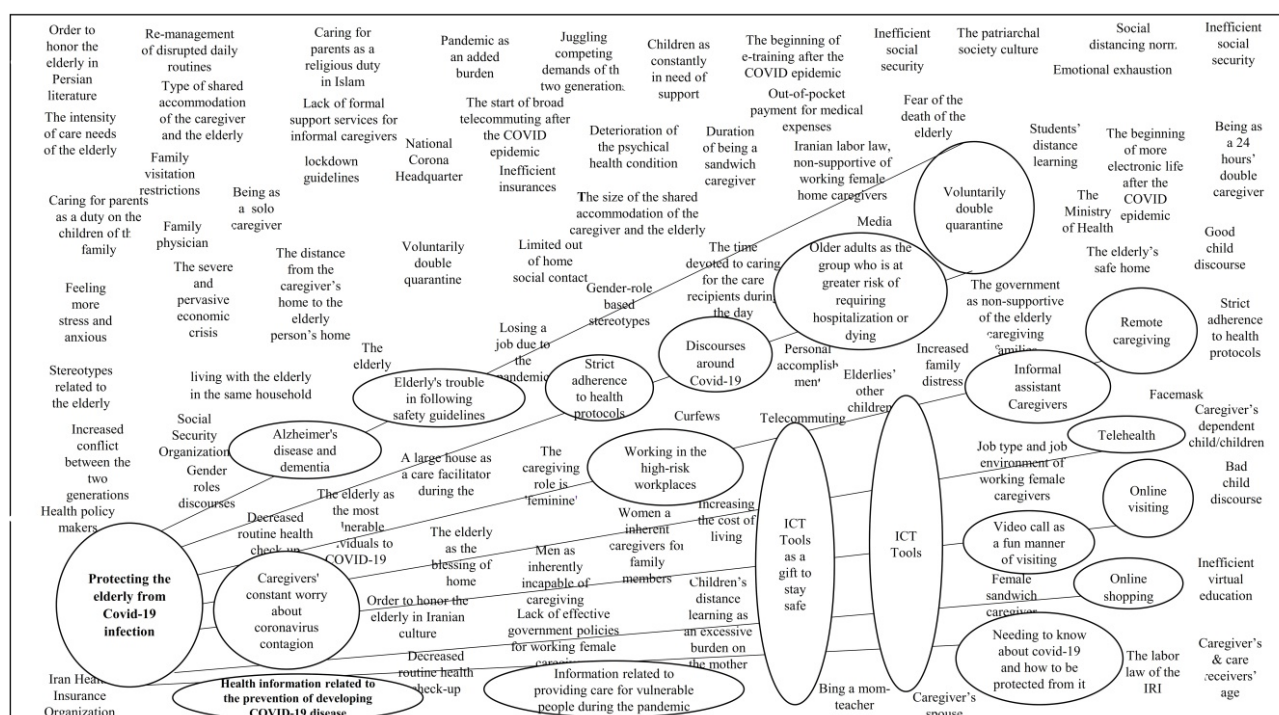 Order to
honor the
elderly in
Persian
literature
Re-management
of disrupted daily
routines
Caring for
parents as a
religious duty
in Islam
Pandemic as
an added
burden
Juggling
competing
demands of th
two generation
Children as
constantly
in need of
support
The beginning of
e-training after the
COVID epidemic
Inefficient
social
security
The patriarchal
society culture
Social
distancing norm
Emotional exhaustion
Inefficient
social
security
The intensity
of care needs
of the elderly
Type of shared
accommodation
of the caregiver
and the elderly
Lack of formal
support services for
informal caregivers
The start of broad
telecommuting after
the COVID
epidemic
Deterioration of
the psychical
health condition
Duration
of being a
sandwich
caregiver
Out-of-pocket
payment for medical
expenses
Fear of the
death of the
elderly
Iranian labor law,
non-supportive of
working female
home caregivers
Students'
distance
learning
The beginning
of more
electronic life
after the
COVID
epidemic
Being as
a 24
hours'
double
caregiver
Family
visitation
restrictions
lockdown
guidelines
National
Corona
Headquarter
Inefficient
insurances
Being as
a solo
caregiver
The size of the shared
accommodation of the
caregiver and the elderly
Voluntarily
double
quarantine
The
Ministry
of Health
Caring for parents
as a duty on the
children of th
family
Family
physician
The severe
and
pervasive
economic
crisis
The distance
from the
caregiver's
home to the
elderly
person's home
Voluntarily
double
quarantine
Limited out
of home
social contact
Gender-role
based
stereotypes
The time
devoted to caring
for the care
recipients during
the day
Media
Older adults as the
group who is at
greater risk of
requiring
hospitalization or
dying
The elderly's
safe home
Good
child
discourse
Feeling
more
stress and
anxious
The government
as non-supportive
of the elderly
caregiving
families
Remote
caregiving
Strict
adherence
to health
protocols
Stereotypes
related to
the elderly
living with the elderly
in the same household
The
elderly
Elderly's trouble
in following
safety guidelines
Losing a
job due to
the
pandemic
Strict
adherence
to health
protocols
Discourses
around
Covid-19
Personal
accomplish
ment
Elderlies'
other
children
Increased
family
distress
Informal
assistant
Caregivers
Facemask
Increased
conflict
between the
two
generations
Social
Security
Organization
Alzheimer's
disease and
dementia
Curfews
Telecommuting
Telehealth
Caregiver's
dependent
child/children
Gender
roles
discourses
A large house as
a care facilitator
during the
The
caregiving
role is
'feminine'
Working in the
high-risk
workplaces
Job type and job
environment of
working female
caregivers
Online
visiting
Bad
child
discourse
Health policy
makers
Decreased
routine health
check-up
The elderly as
the most
COVID-19
The elderly
as the
blessing of
home
Men as
inherently
incapable of
caregiving
Women a
inherent
caregivers for
family
members
Increasing
the cost of
living
ICT Tools
as a
gift to stay
safe
ICT
Tools
Video call as
a fun manner
of visiting
Protecting the
elderly from
Covid-19
infection
Caregivers'
constant worry
about
coronavirus
contagion
Order to honor the
elderly in Iranian
culture
Lack of effective
government policies
for working female
Children's
distance
learning as
an excessive
burden on
the mother
Female
sandwich
caregiver
Online
shopping
Inefficient
virtual
education
Iran Hea
Insurance
Organization
Health information related to
the prevention of developing
COVID-19 disease
Decreased
routine health
check-up
Information related to
providing care for vulnerable
people during the pandemic
Bing a mom-
teacher
Caregiver's
spouse
Needing to know
about covid-19
and how to be
protected from it
The labor
law of the
IRI
Caregiver's
& care
receivers'
age